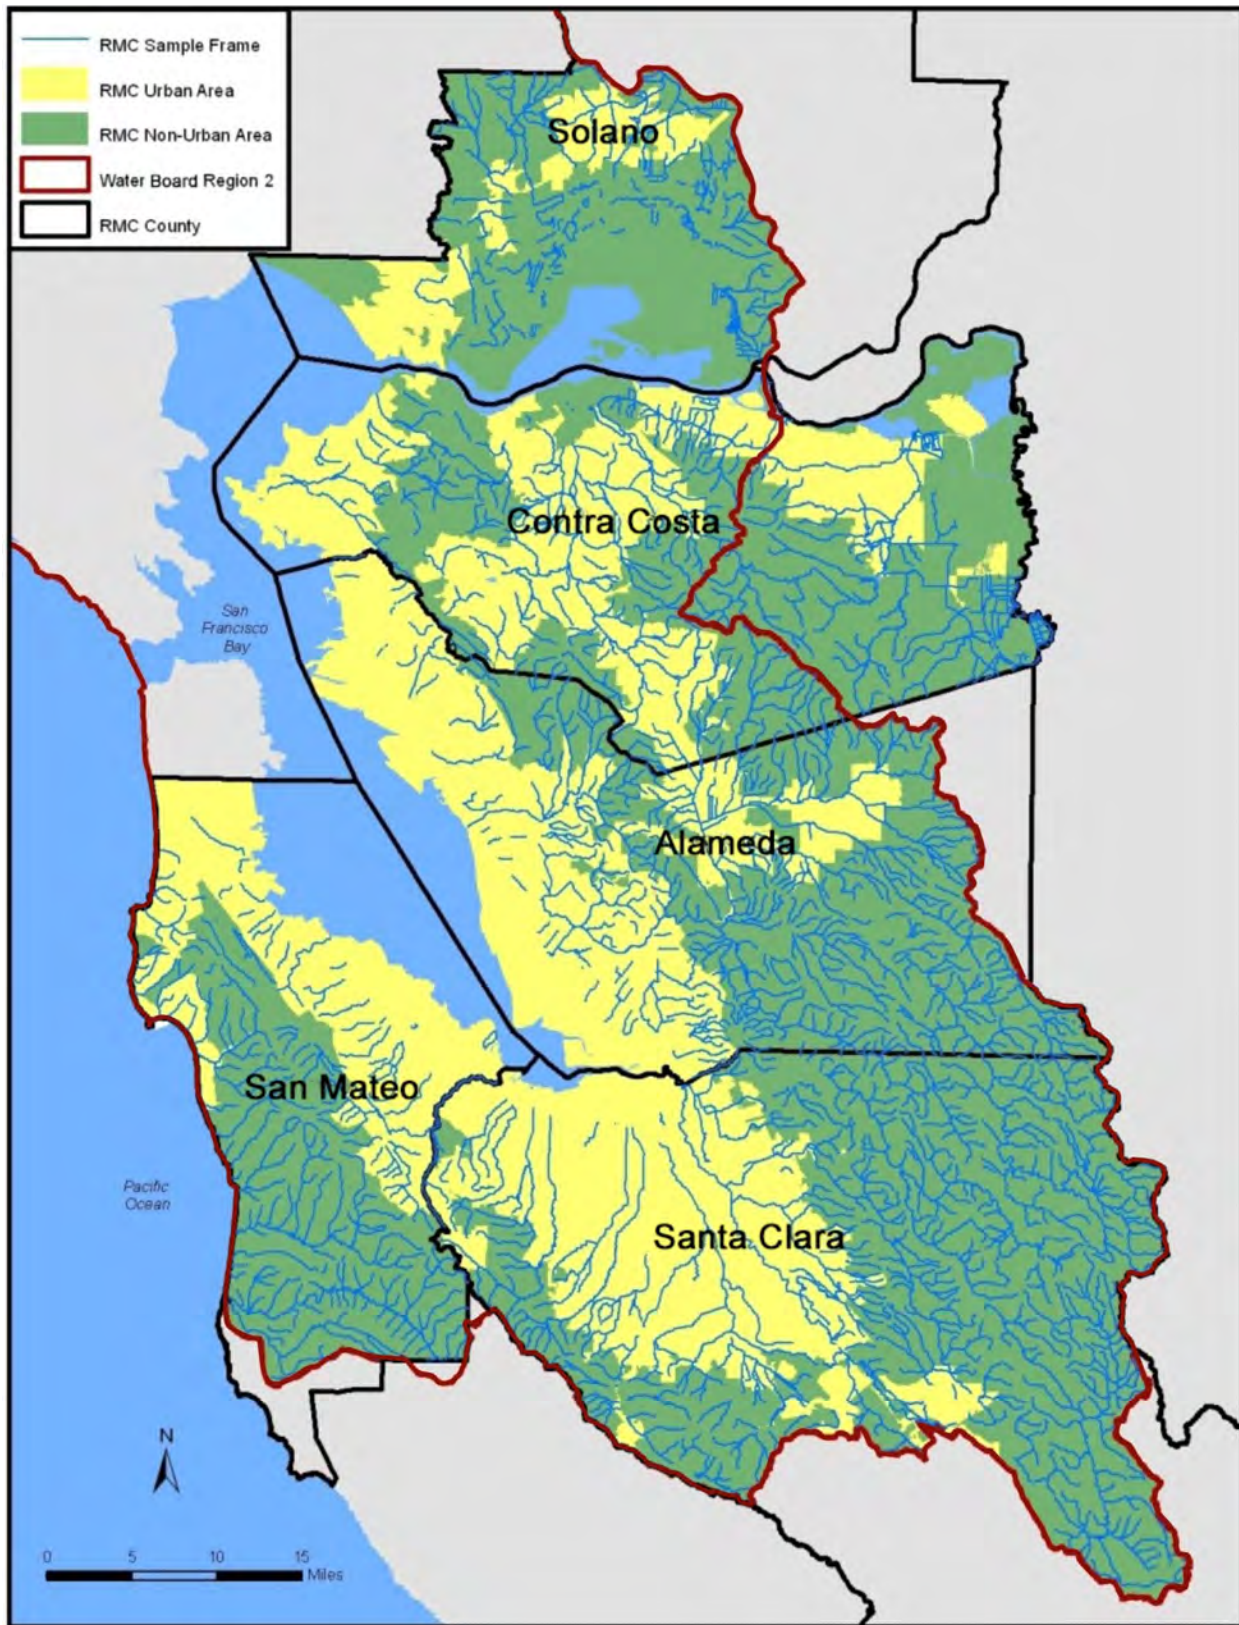 RMC Sample Frame
RMC Urban Area
RMC Non-Urban Area
Water Board Region 2
RMC County
Solano
Contra Costa
San
Francisco
Bay
Alameda
San Mateo
Pacific
Ocean
Santa Clara
N
0 5 10 15
Miles